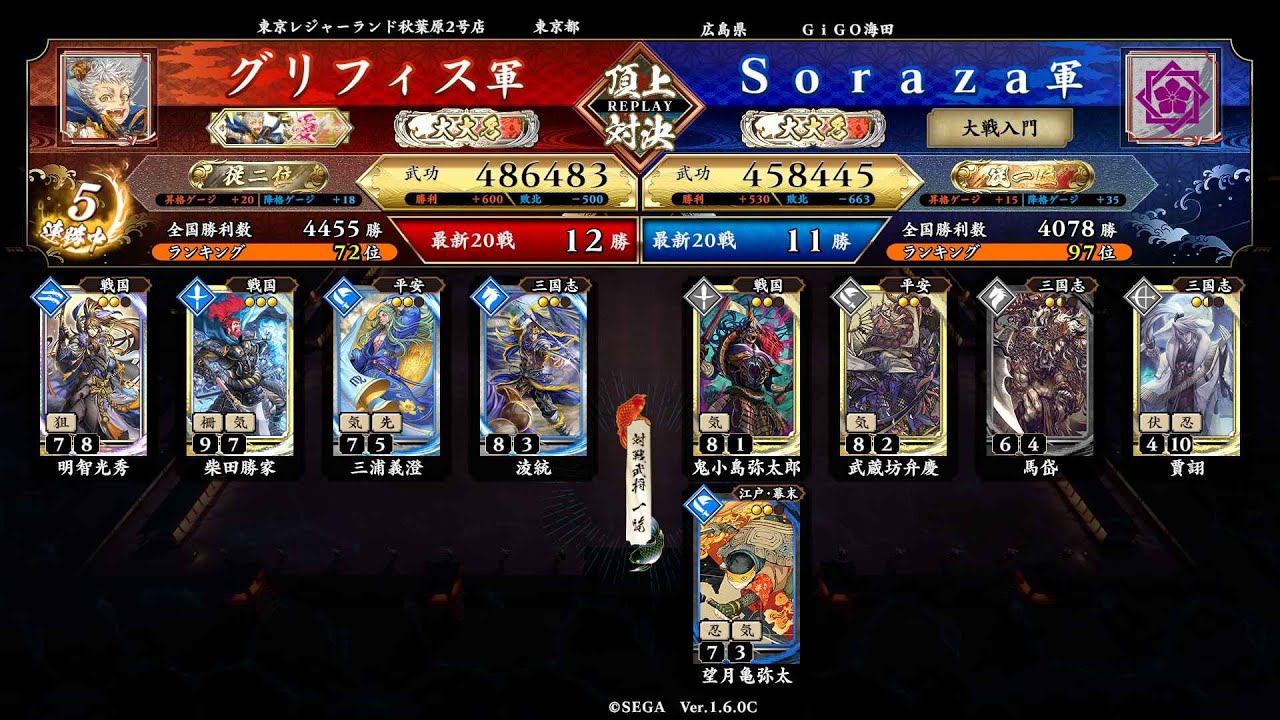 東京レジャーランド秋葉原2号店 東京都
広島県 GiGO海田
グリフィス軍
頂上
REPLAY
対決
Soraza軍
愛
大大名
大大名
大戦入門
従二位
武功 486483
勝利 +600 敗北 -500
武功 458445
勝利 +530 敗北 -663
従一位
昇格ゲージ +20 降格ゲージ +18
昇格ゲージ +15 降格ゲージ +35
5
連勝中
全国勝利数 4455勝
ランキング 72位
最新20戦 12勝
最新20戦 11勝
全国勝利数 4078勝
ランキング 97位
戦国
狙
7 8
明智光秀
戦国
柵 気
9 7
柴田勝家
平安
気 先
7 5
三浦義澄
三国志
8 3
凌統
対戦武将一覧
戦国
気
8 1
鬼小島弥太郎
平安
気
8 2
武蔵坊弁慶
三国志
6 4
馬岱
三国志
伏 忍
4 10
賈詡
江戸・幕末
忍 気
7 3
望月亀弥太
©SEGA Ver.1.6.0C